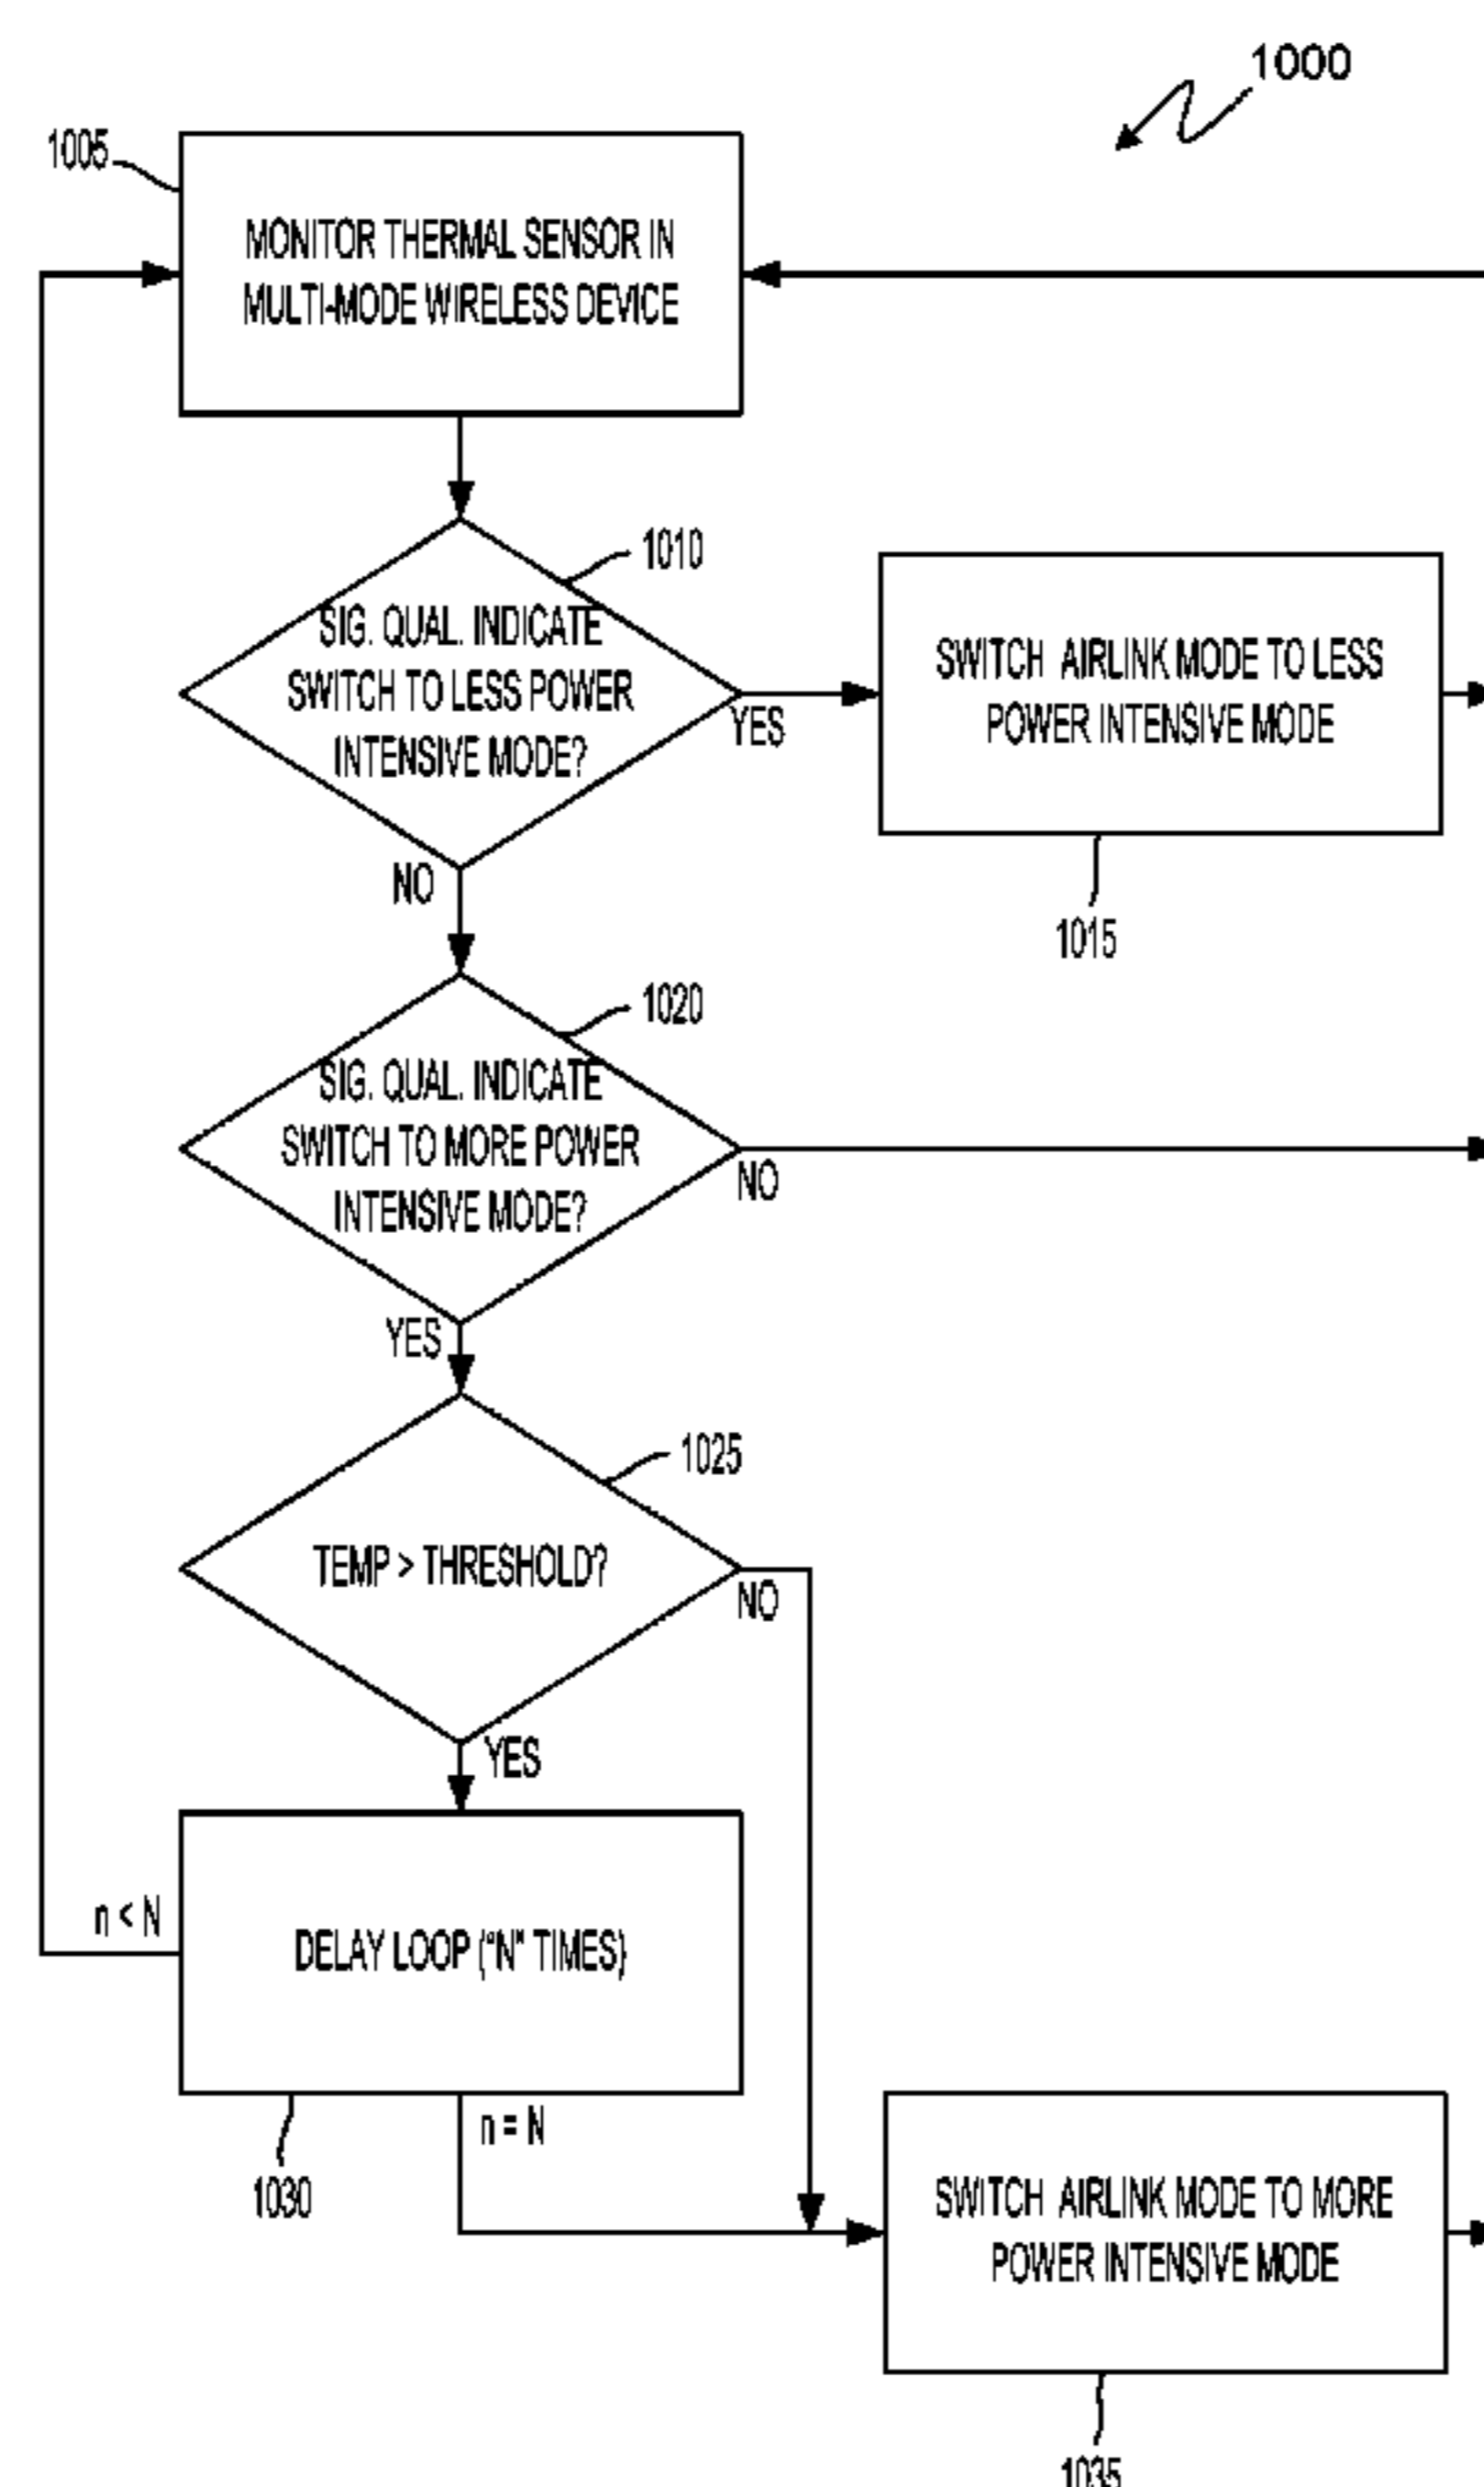 1000
1005
MONITOR THERMAL SENSOR IN
MULTI-MODE WIRELESS DEVICE
1010
SIG. QUAL. INDICATE
SWITCH TO LESS POWER
INTENSIVE MODE?
YES
NO
SWITCH AIRLINK MODE TO LESS
POWER INTENSIVE MODE
1015
1020
SIG. QUAL. INDICATE
SWITCH TO MORE POWER
INTENSIVE MODE?
NO
YES
1025
TEMP > THRESHOLD?
NO
YES
n < N
DELAY LOOP ("N" TIMES)
n = N
1030
SWITCH AIRLINK MODE TO MORE
POWER INTENSIVE MODE
1035